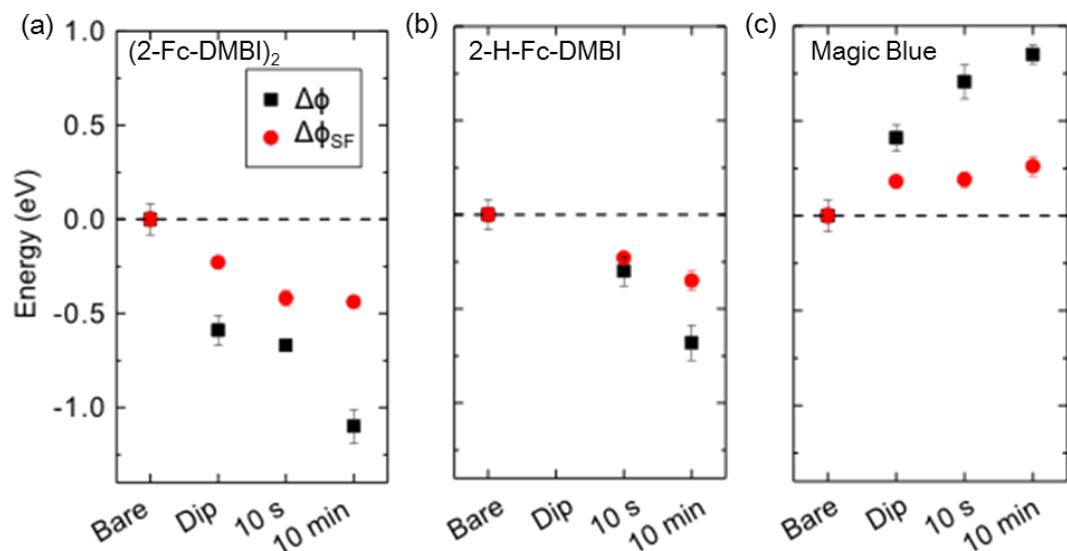 (a)
(2-Fc-DMBI)₂
Δϕ
Δϕ_SF
1.0
0.5
0.0
-0.5
-1.0
Energy (eV)
Bare
Dip
10 s
10 min
(b)
2-H-Fc-DMBI
Bare
Dip
10 s
10 min
(c)
Magic Blue
Bare
Dip
10 s
10 min